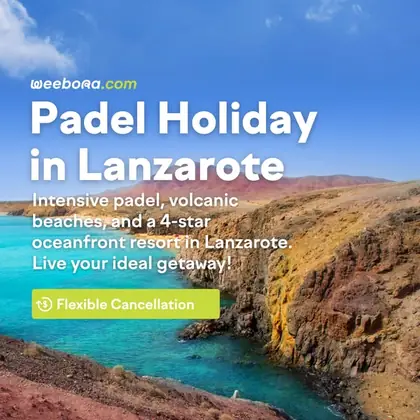 weebora.com
Padel Holiday
in Lanzarote
Intensive padel, volcanic
beaches, and a 4-star
oceanfront resort in Lanzarote.
Live your ideal getaway!
$ Flexible Cancellation